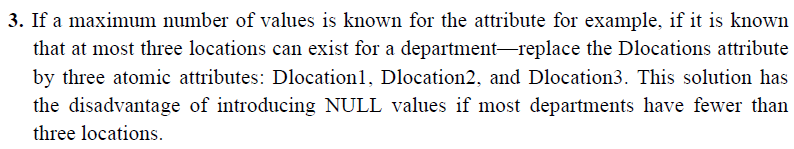 3. If a maximum number of values is known for the attribute for example, if it is known
that at most three locations can exist for a department—replace the Dlocations attribute
by three atomic attributes: Dlocation1, Dlocation2, and Dlocation3. This solution has
the disadvantage of introducing NULL values if most departments have fewer than
three locations.